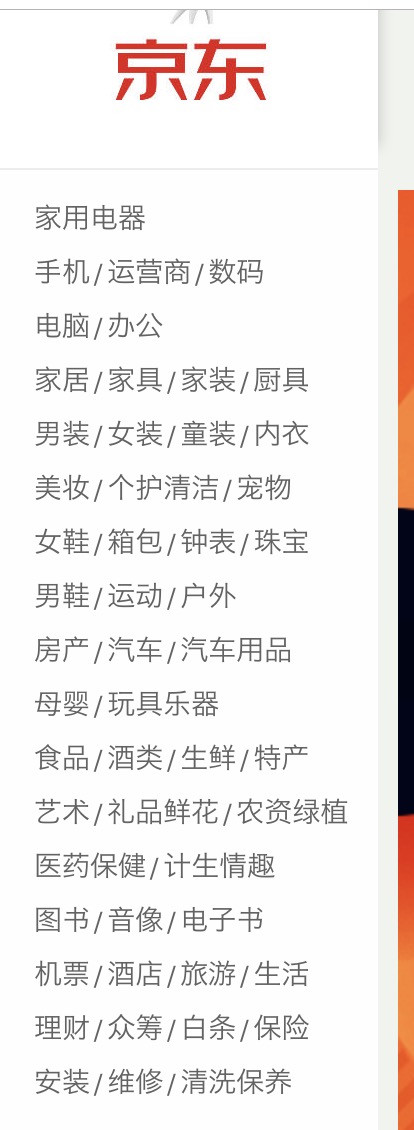 京东
家用电器
手机/运营商/数码
电脑/办公
家居/家具/家装/厨具
男装/女装/童装/内衣
美妆/个护清洁/宠物
女鞋/箱包/钟表/珠宝
男鞋/运动/户外
房产/汽车/汽车用品
母婴/玩具乐器
食品/酒类/生鲜/特产
艺术/礼品鲜花/农资绿植
医药保健/计生情趣
图书/音像/电子书
机票/酒店/旅游/生活
理财/众筹/白条/保险
安装/维修/清洗保养